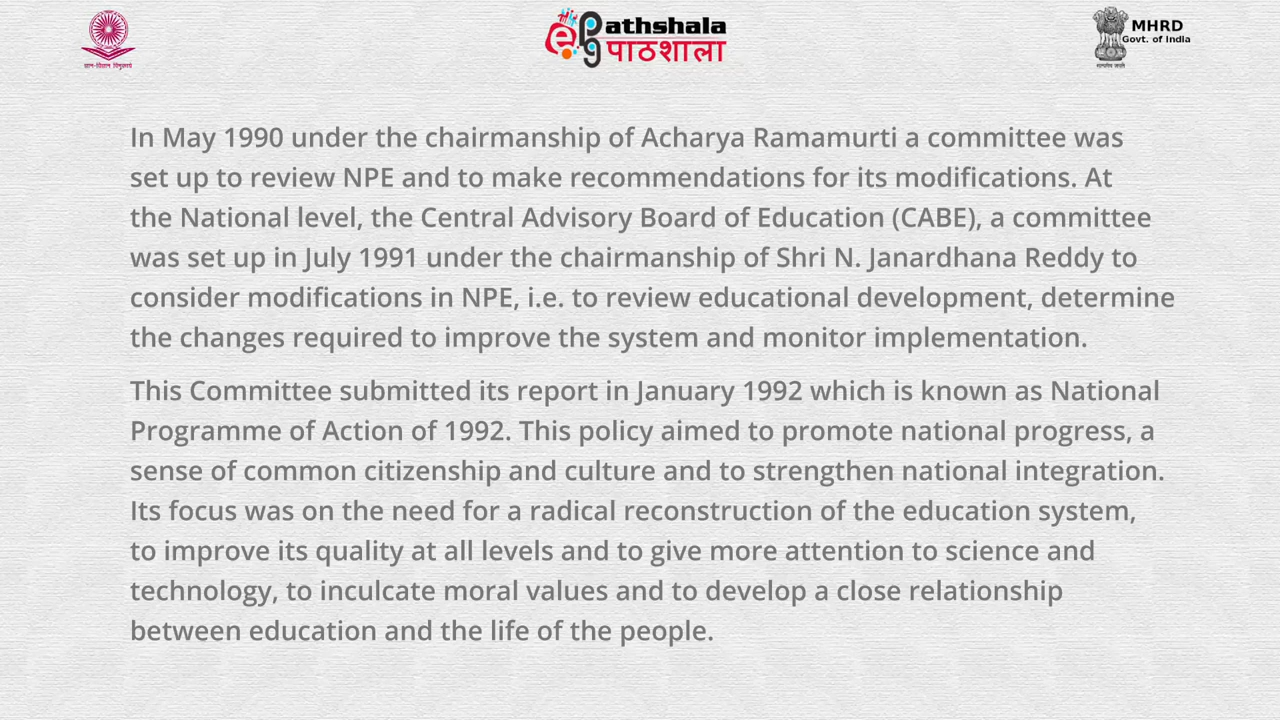 ePG Pathshala
पाठशाला
MHRD
Govt. of India
In May 1990 under the chairmanship of Acharya Ramamurti a committee was
set up to review NPE and to make recommendations for its modifications. At
the National level, the Central Advisory Board of Education (CABE), a committee
was set up in July 1991 under the chairmanship of Shri N. Janardhana Reddy to
consider modifications in NPE, i.e. to review educational development, determine
the changes required to improve the system and monitor implementation.
This Committee submitted its report in January 1992 which is known as National
Programme of Action of 1992. This policy aimed to promote national progress, a
sense of common citizenship and culture and to strengthen national integration.
Its focus was on the need for a radical reconstruction of the education system,
to improve its quality at all levels and to give more attention to science and
technology, to inculcate moral values and to develop a close relationship
between education and the life of the people.